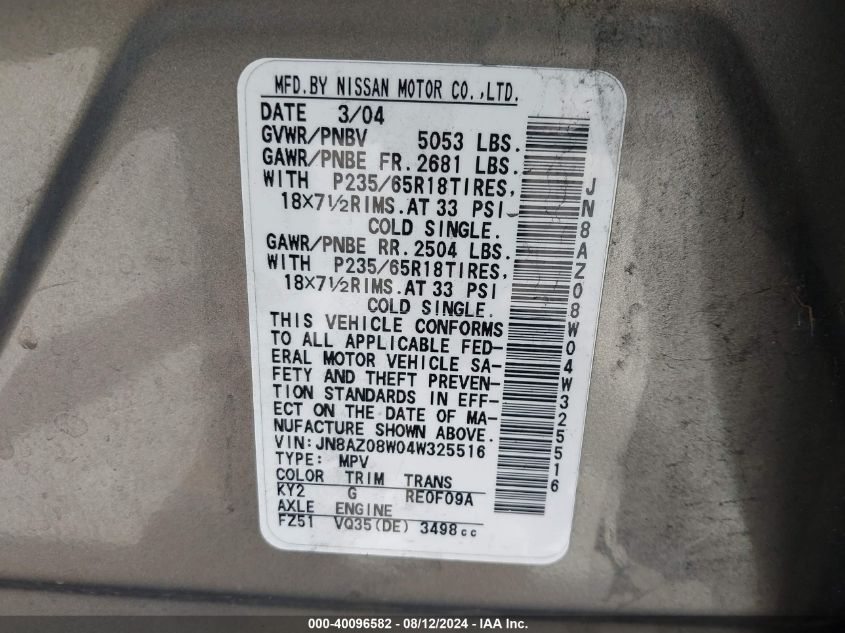 MFD.BY NISSAN MOTOR CO.,LTD.
DATE 3/04
GVWR/PNBV 5053 LBS.
GAWR/PNBE FR.2681 LBS.
WITH P235/65R18TIRES,
18×7½RIMS.AT 33 PSI
COLD SINGLE.
GAWR/PNBE RR.2504 LBS.
WITH P235/65R18TIRES,
18×7½RIMS.AT 33 PSI
COLD SINGLE.
THIS VEHICLE CONFORMS
TO ALL APPLICABLE FED-
ERAL MOTOR VEHICLE SA-
FETY AND THEFT PREVEN-
TION STANDARDS IN EFF-
ECT ON THE DATE OF MA-
NUFACTURE SHOWN ABOVE.
VIN:JN8AZ08W04W325516
TYPE: MPV
COLOR TRIM TRANS
KY2 G RE0F09A
AXLE ENGINE
FZ51 VQ35(DE) 3498cc
JN8AZ08W04W325516
000-40096582 - 08/12/2024 - IAA Inc.